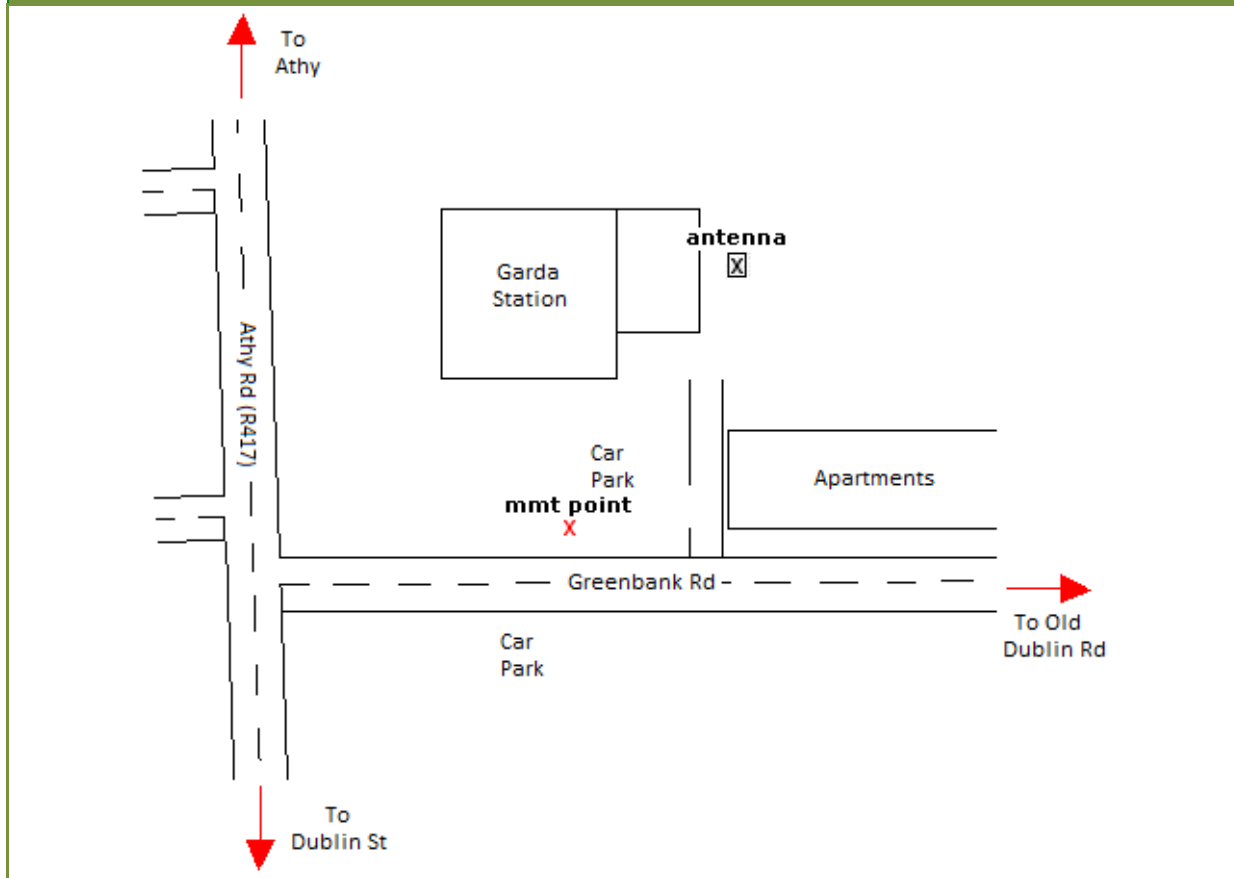 To
Athy
antenna
X
Garda
Station
Athy Rd (R417)
Car
Park
Apartments
mmt point
X
Greenbank Rd
To Old
Dublin Rd
Car
Park
To
Dublin St